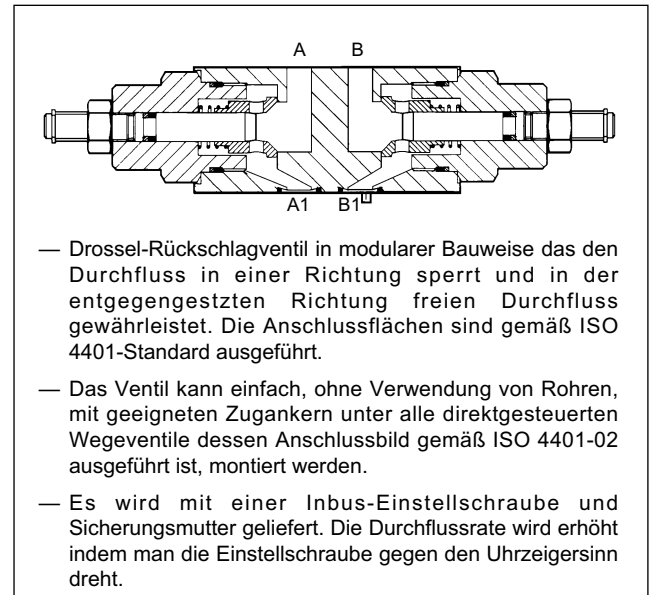 A B
A1 B1
— Drossel-Rückschlagventil in modularer Bauweise das den
Durchfluss in einer Richtung sperrt und in der
entgegengestzten Richtung freien Durchfluss
gewährleistet. Die Anschlussflächen sind gemäß ISO
4401-Standard ausgeführt.
— Das Ventil kann einfach, ohne Verwendung von Rohren,
mit geeigneten Zugankern unter alle direktgesteuerten
Wegeventile dessen Anschlussbild gemäß ISO 4401-02
ausgeführt ist, montiert werden.
— Es wird mit einer Inbus-Einstellschraube und
Sicherungsmutter geliefert. Die Durchflussrate wird erhöht
indem man die Einstellschraube gegen den Uhrzeigersinn
dreht.